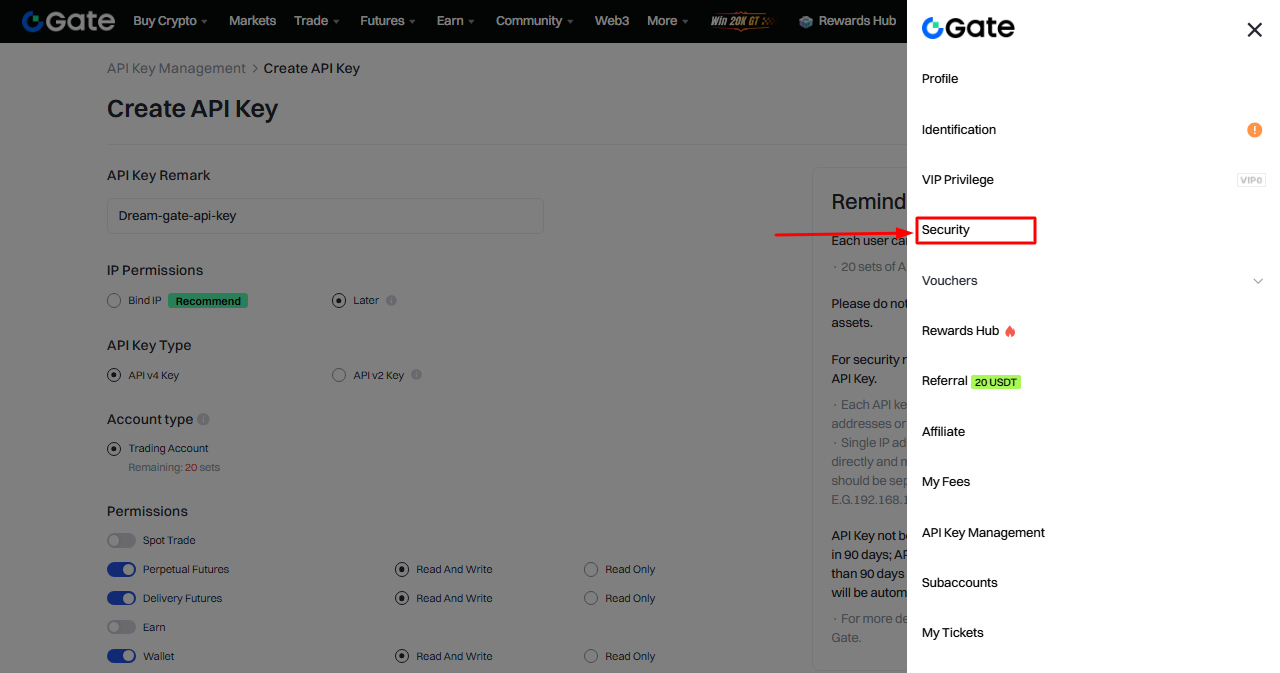 Gate Buy Crypto Markets Trade Futures Earn Community Web3 More Win 20K GT Rewards Hub
API Key Management > Create API Key
Create API Key
API Key Remark
Dream-gate-api-key
IP Permissions
Bind IP Recommend Later
API Key Type
API v4 Key API v2 Key
Account type
Trading Account
Remaining: 20 sets
Permissions
Spot Trade
Perpetual Futures Read And Write Read Only
Delivery Futures Read And Write Read Only
Earn
Wallet Read And Write Read Only
Remind
Each user ca
· 20 sets of A
Please do not
assets.
For security r
API Key.
· Each API ke
addresses or
· Single IP ad
directly and m
should be sep
E.G.192.168.1
API Key not b
in 90 days; AP
than 90 days
will be autom
· For more de
Gate.
Gate
Profile
Identification
VIP Privilege VIP0
Security
Vouchers
Rewards Hub
Referral 20 USDT
Affiliate
My Fees
API Key Management
Subaccounts
My Tickets